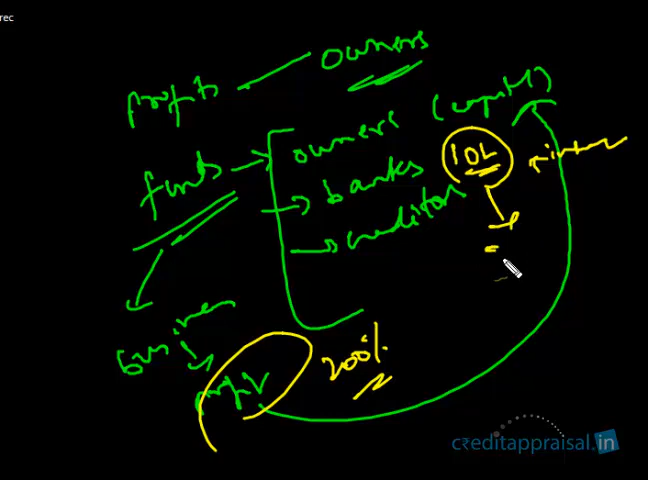 rec
profits owners
owners (capital)
funds
banks
creditors
10L
business
profit
200%
creditappraisal.in